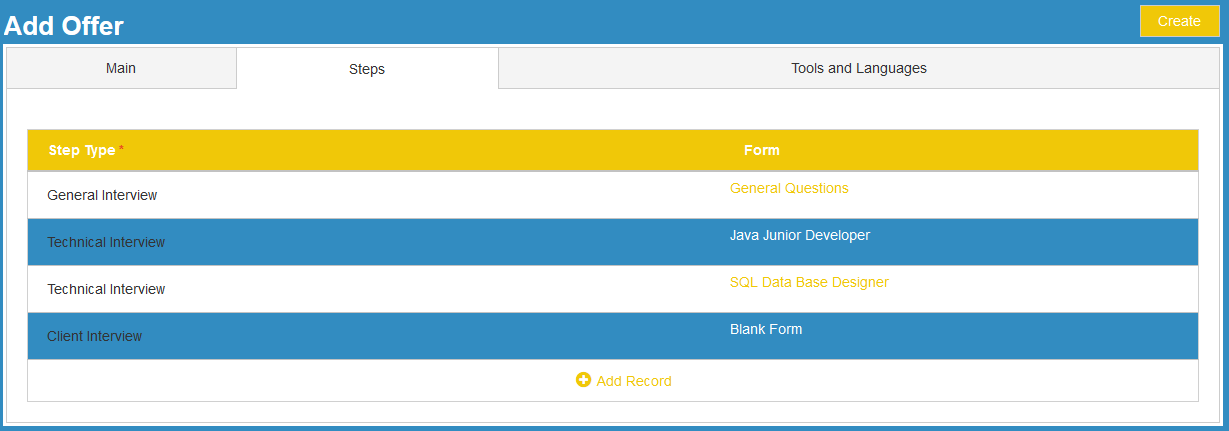 Add Offer
Create
Main
Steps
Tools and Languages
Step Type *
Form
General Interview
General Questions
Technical Interview
Java Junior Developer
Technical Interview
SQL Data Base Designer
Client Interview
Blank Form
Add Record